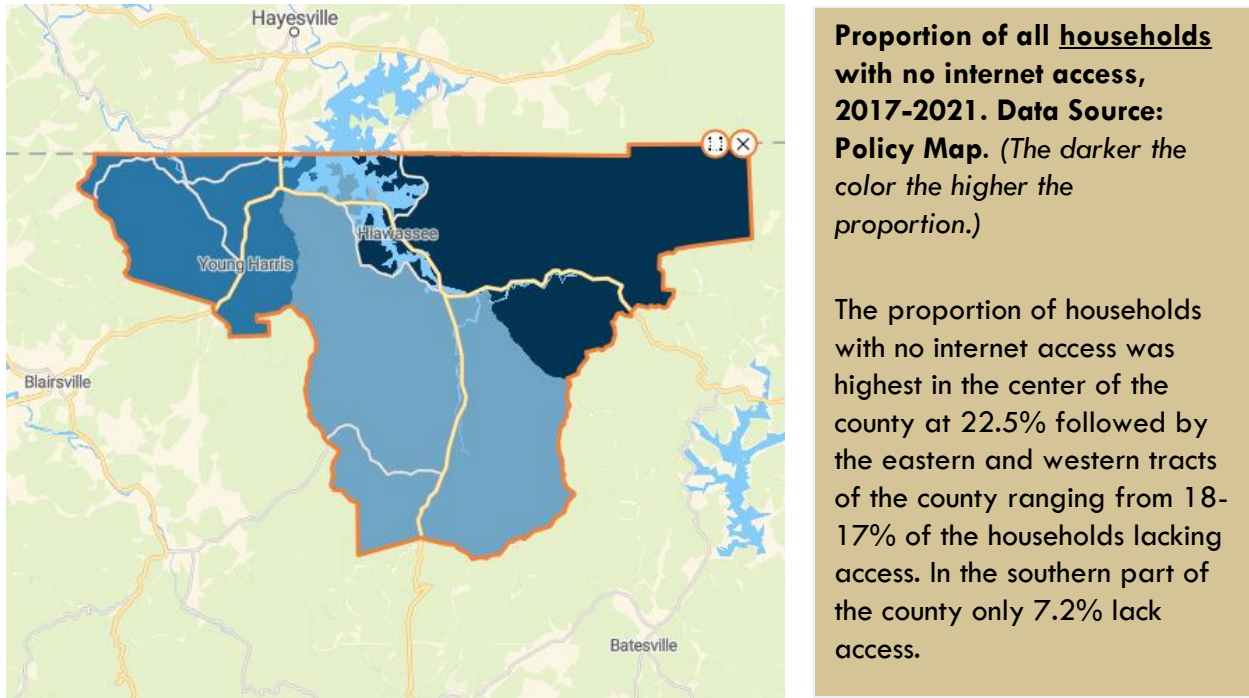 Hayesville
Hiawassee
Young Harris
Blairsville
Batesville
Proportion of all households
with no internet access,
2017-2021. Data Source:
Policy Map. (The darker the
color the higher the
proportion.)
The proportion of households
with no internet access was
highest in the center of the
county at 22.5% followed by
the eastern and western tracts
of the county ranging from 18-
17% of the households lacking
access. In the southern part of
the county only 7.2% lack
access.